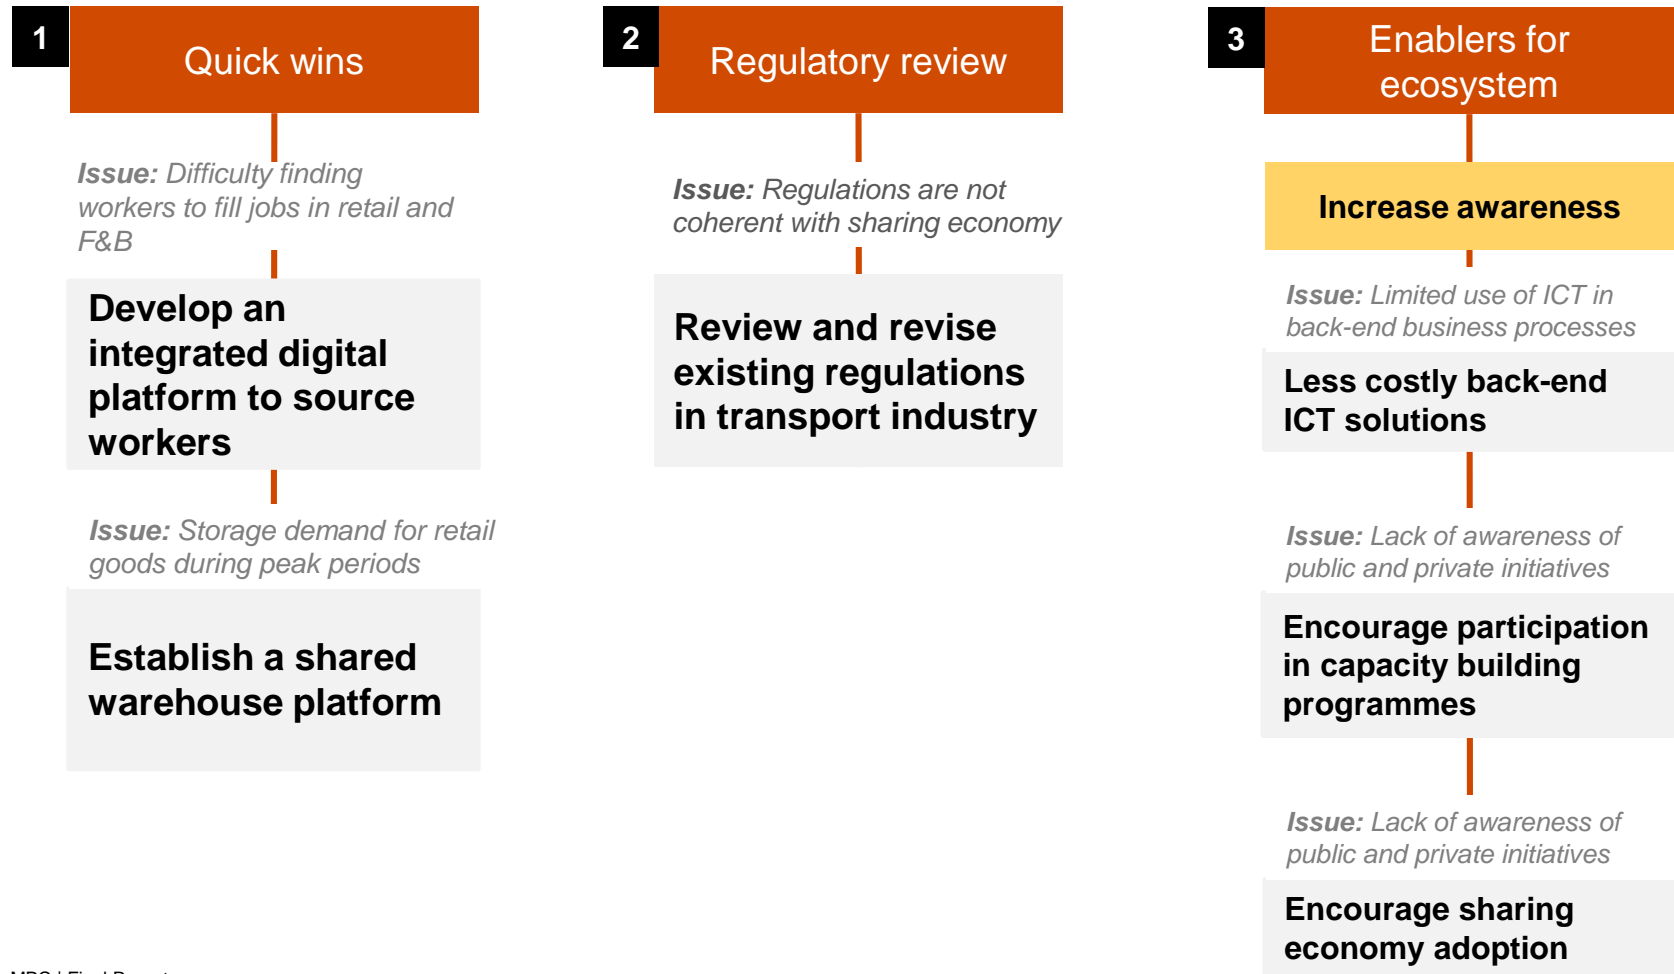 1
Quick wins
Issue: Difficulty finding
workers to fill jobs in retail and
F&B
Develop an
integrated digital
platform to source
workers
Issue: Storage demand for retail
goods during peak periods
Establish a shared
warehouse platform
2
Regulatory review
Issue: Regulations are not
coherent with sharing economy
Review and revise
existing regulations
in transport industry
3
Enablers for
ecosystem
Increase awareness
Issue: Limited use of ICT in
back-end business processes
Less costly back-end
ICT solutions
Issue: Lack of awareness of
public and private initiatives
Encourage participation
in capacity building
programmes
Issue: Lack of awareness of
public and private initiatives
Encourage sharing
economy adoption